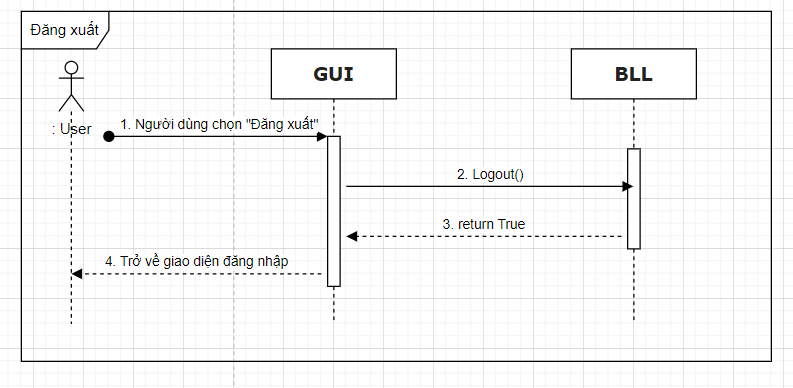 Đăng xuất
GUI
BLL
: User
1. Người dùng chọn "Đăng xuất"
2. Logout()
3. return True
4. Trở về giao diện đăng nhập